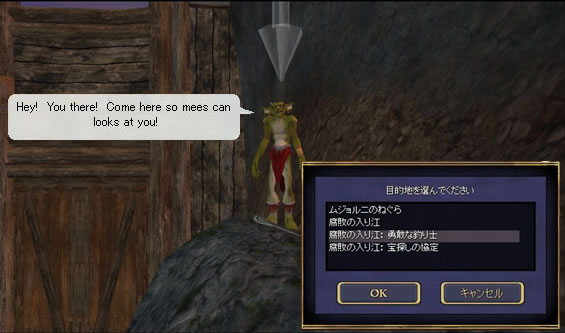 Hey!  You there!  Come here so mees can
looks at you!
目的地を選んでください
ムジョルニのねぐら
腐敗の入り江
腐敗の入り江: 勇敢な釣り士
腐敗の入り江: 宝探しの協定
OK
キャンセル